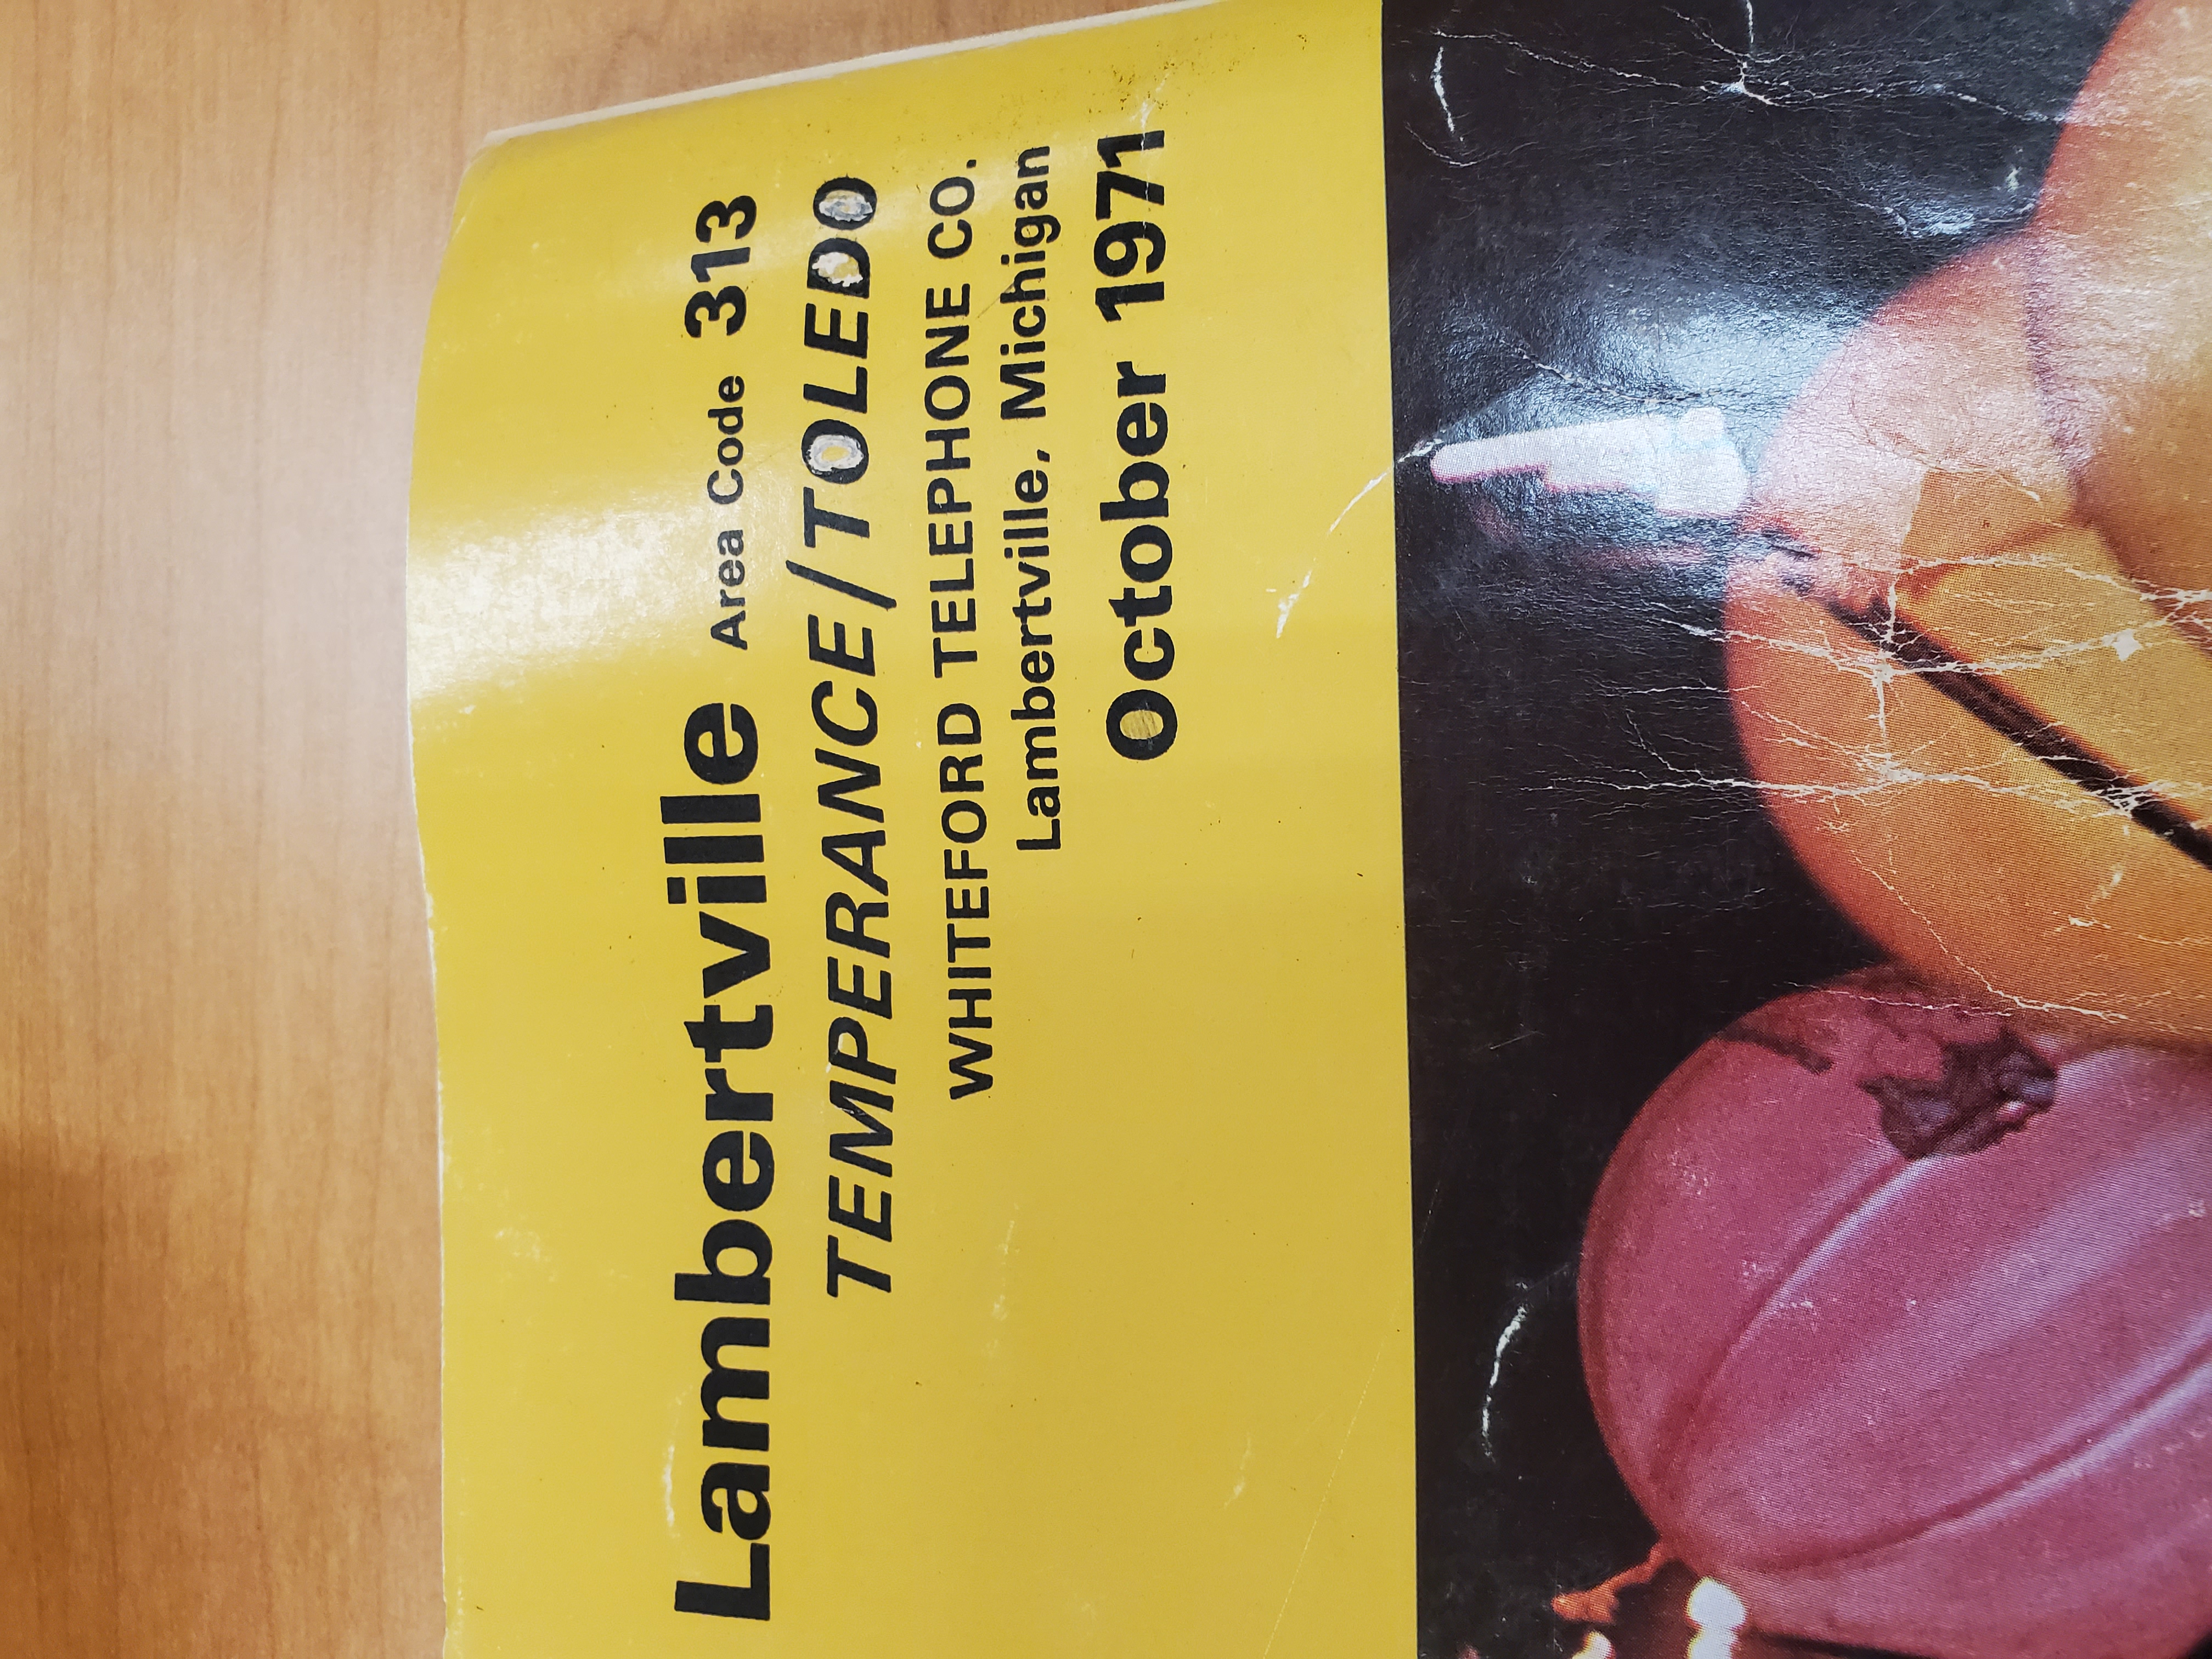 Lambertville Area Code 313
TEMPERANCE/TOLEDO
WHITEFORD TELEPHONE CO.
Lambertville, Michigan
October 1971